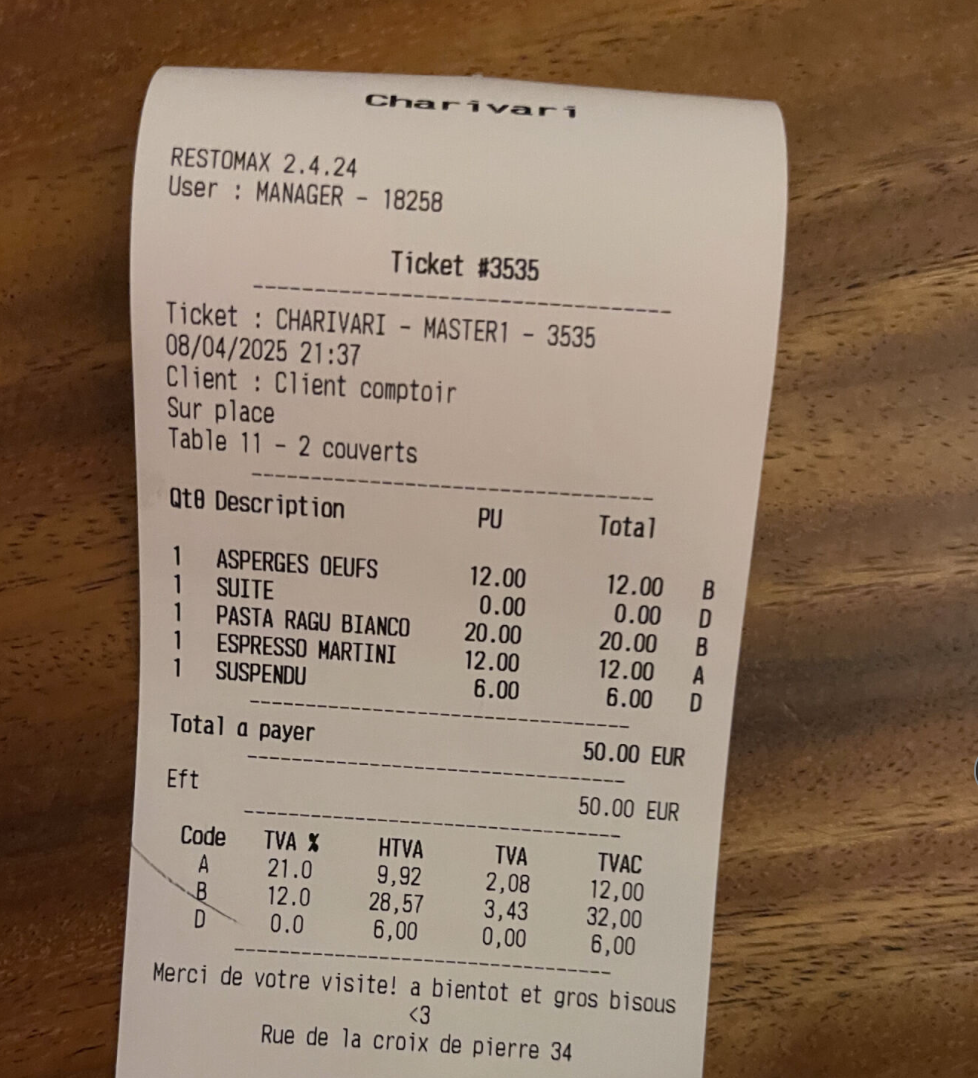 Charivari
RESTOMAX 2.4.24
User : MANAGER - 18258
Ticket #3535
Ticket : CHARIVARI - MASTER1 - 3535
08/04/2025 21:37
Client : Client comptoir
Sur place
Table 11 - 2 couverts
Qt0 Description PU Total
1 ASPERGES OEUFS 12.00 12.00 B
1 SUITE 0.00 0.00 D
1 PASTA RAGU BIANCO 20.00 20.00 B
1 ESPRESSO MARTINI 12.00 12.00 A
1 SUSPENDU 6.00 6.00 D
Total a payer 50.00 EUR
Eft 50.00 EUR
Code TVA % HTVA TVA TVAC
A 21.0 9,92 2,08 12,00
B 12.0 28,57 3,43 32,00
D 0.0 6,00 0,00 6,00
Merci de votre visite! a bientot et gros bisous
<3
Rue de la croix de pierre 34